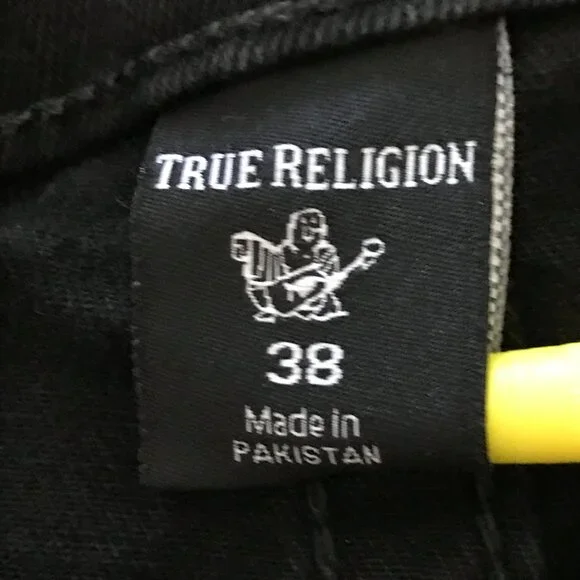 TRUE RELIGION
38
Made in
PAKISTAN